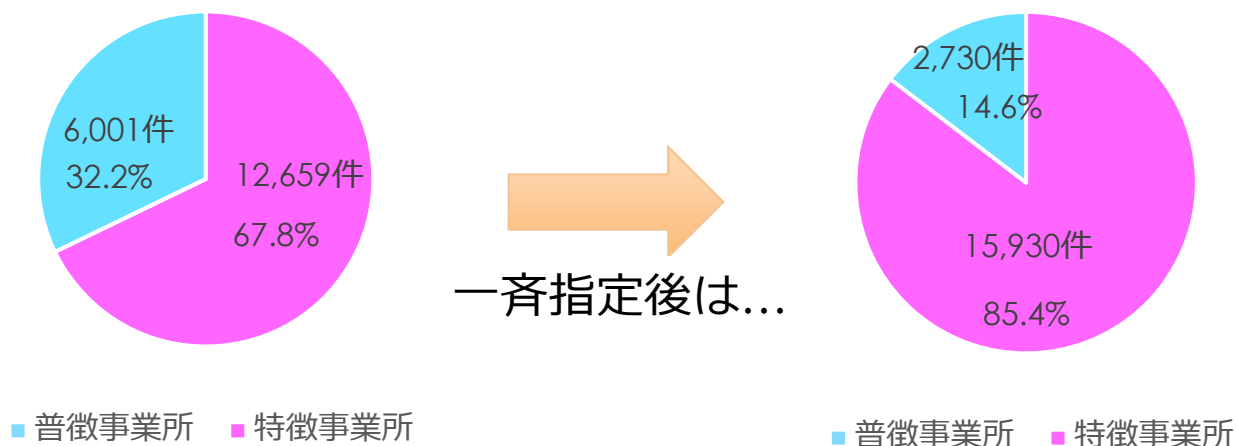 6,001件
32.2%
12,659件
67.8%
■ 普徴事業所 ■ 特徴事業所
一斉指定後は…
2,730件
14.6%
15,930件
85.4%
■ 普徴事業所 ■ 特徴事業所